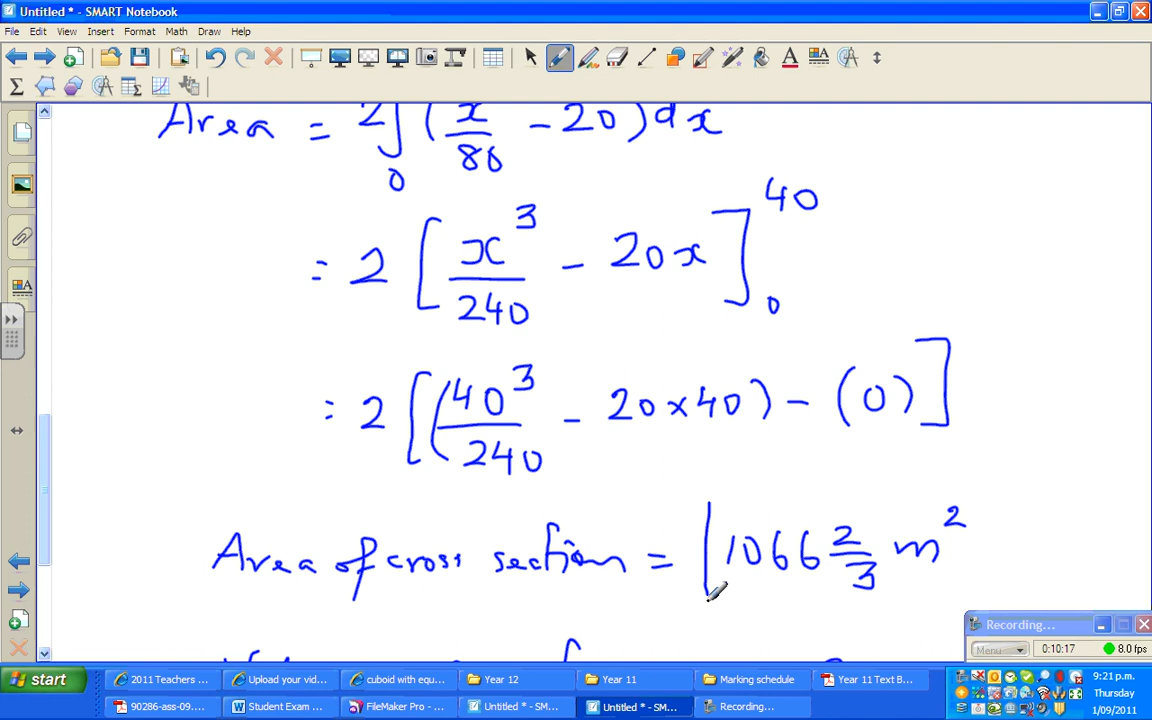 Untitled * - SMART Notebook
File Edit View Insert Format Math Draw Help
Area = 2∫ ( x/80 - 20 ) dx
0
= 2 [ x³/240 - 20x ] 40 0
= 2 [ ( 40³/240 - 20×40 ) - (0) ]
Area of cross section = | 1066 2/3 m²
Recording...
Menu 0:10:17 8.0 fps
start 2011 Teachers ... Upload your vid... cuboid with equ... Year 12 Year 11 Marking schedule Year 11 Text B... 9:21 p.m.
Thursday
90286-ass-09.... Student Exam ... FileMaker Pro - ... Untitled * - SM... Untitled * - SM... Recording... 1/09/2011